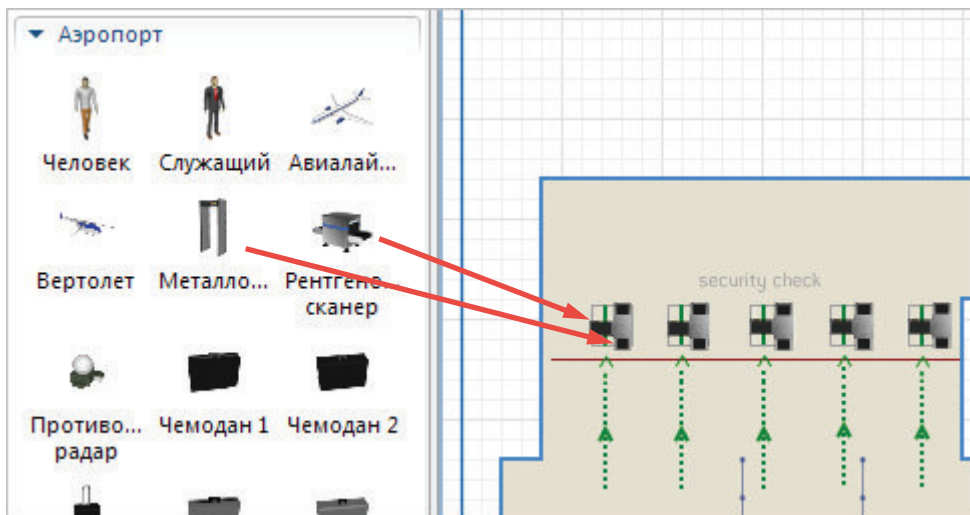 Аэропорт
Человек Служащий Авиалай...
Вертолет Металло... Рентгено...
сканер
security check
Противо... Чемодан 1 Чемодан 2
радар